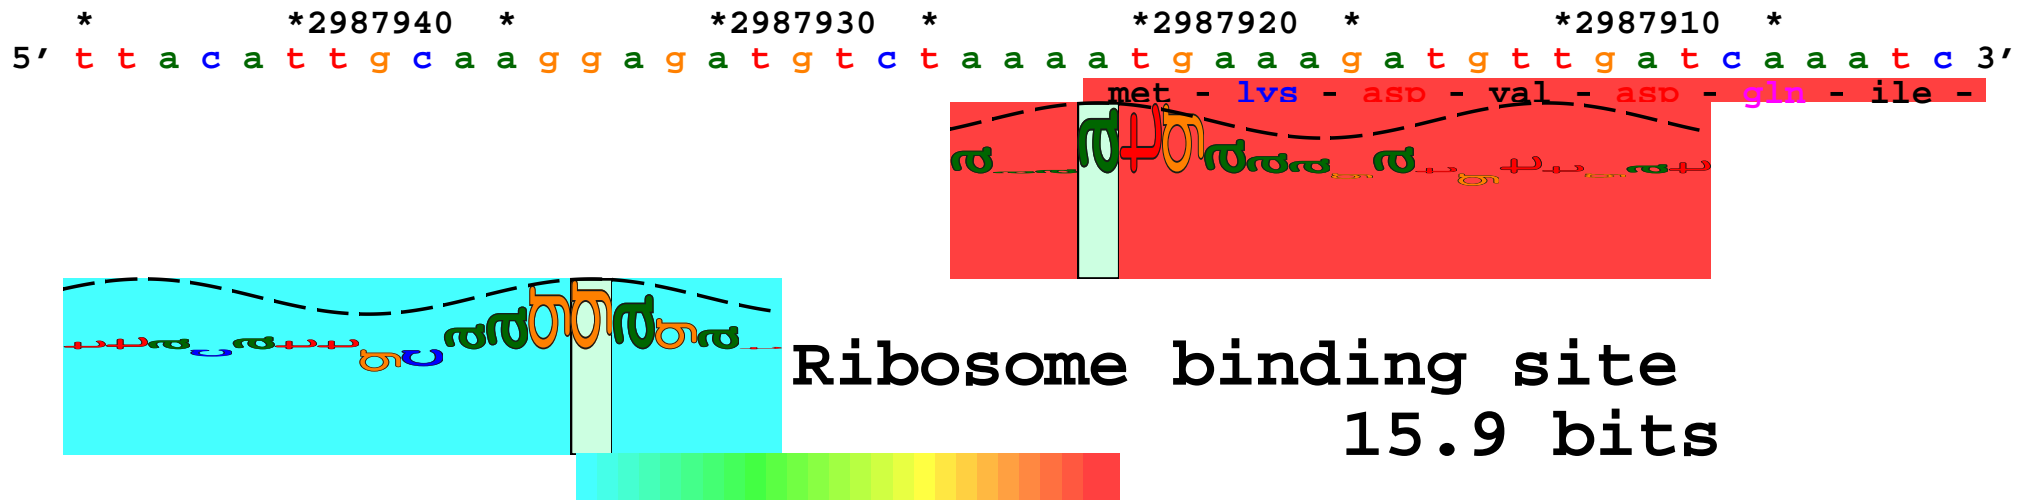 * *2987940 * *2987930 * *2987920 * *2987910 *
5' t t a c a t t g c a a g g a g a t g t c t a a a a t g a a a g a t g t t g a t c a a a t c 3'
met - lys - asp - val - asp - gln - ile -
a t g a a a g a t g t t g a t
t t a c a t t g c a a g g a g a t
Ribosome binding site
15.9 bits